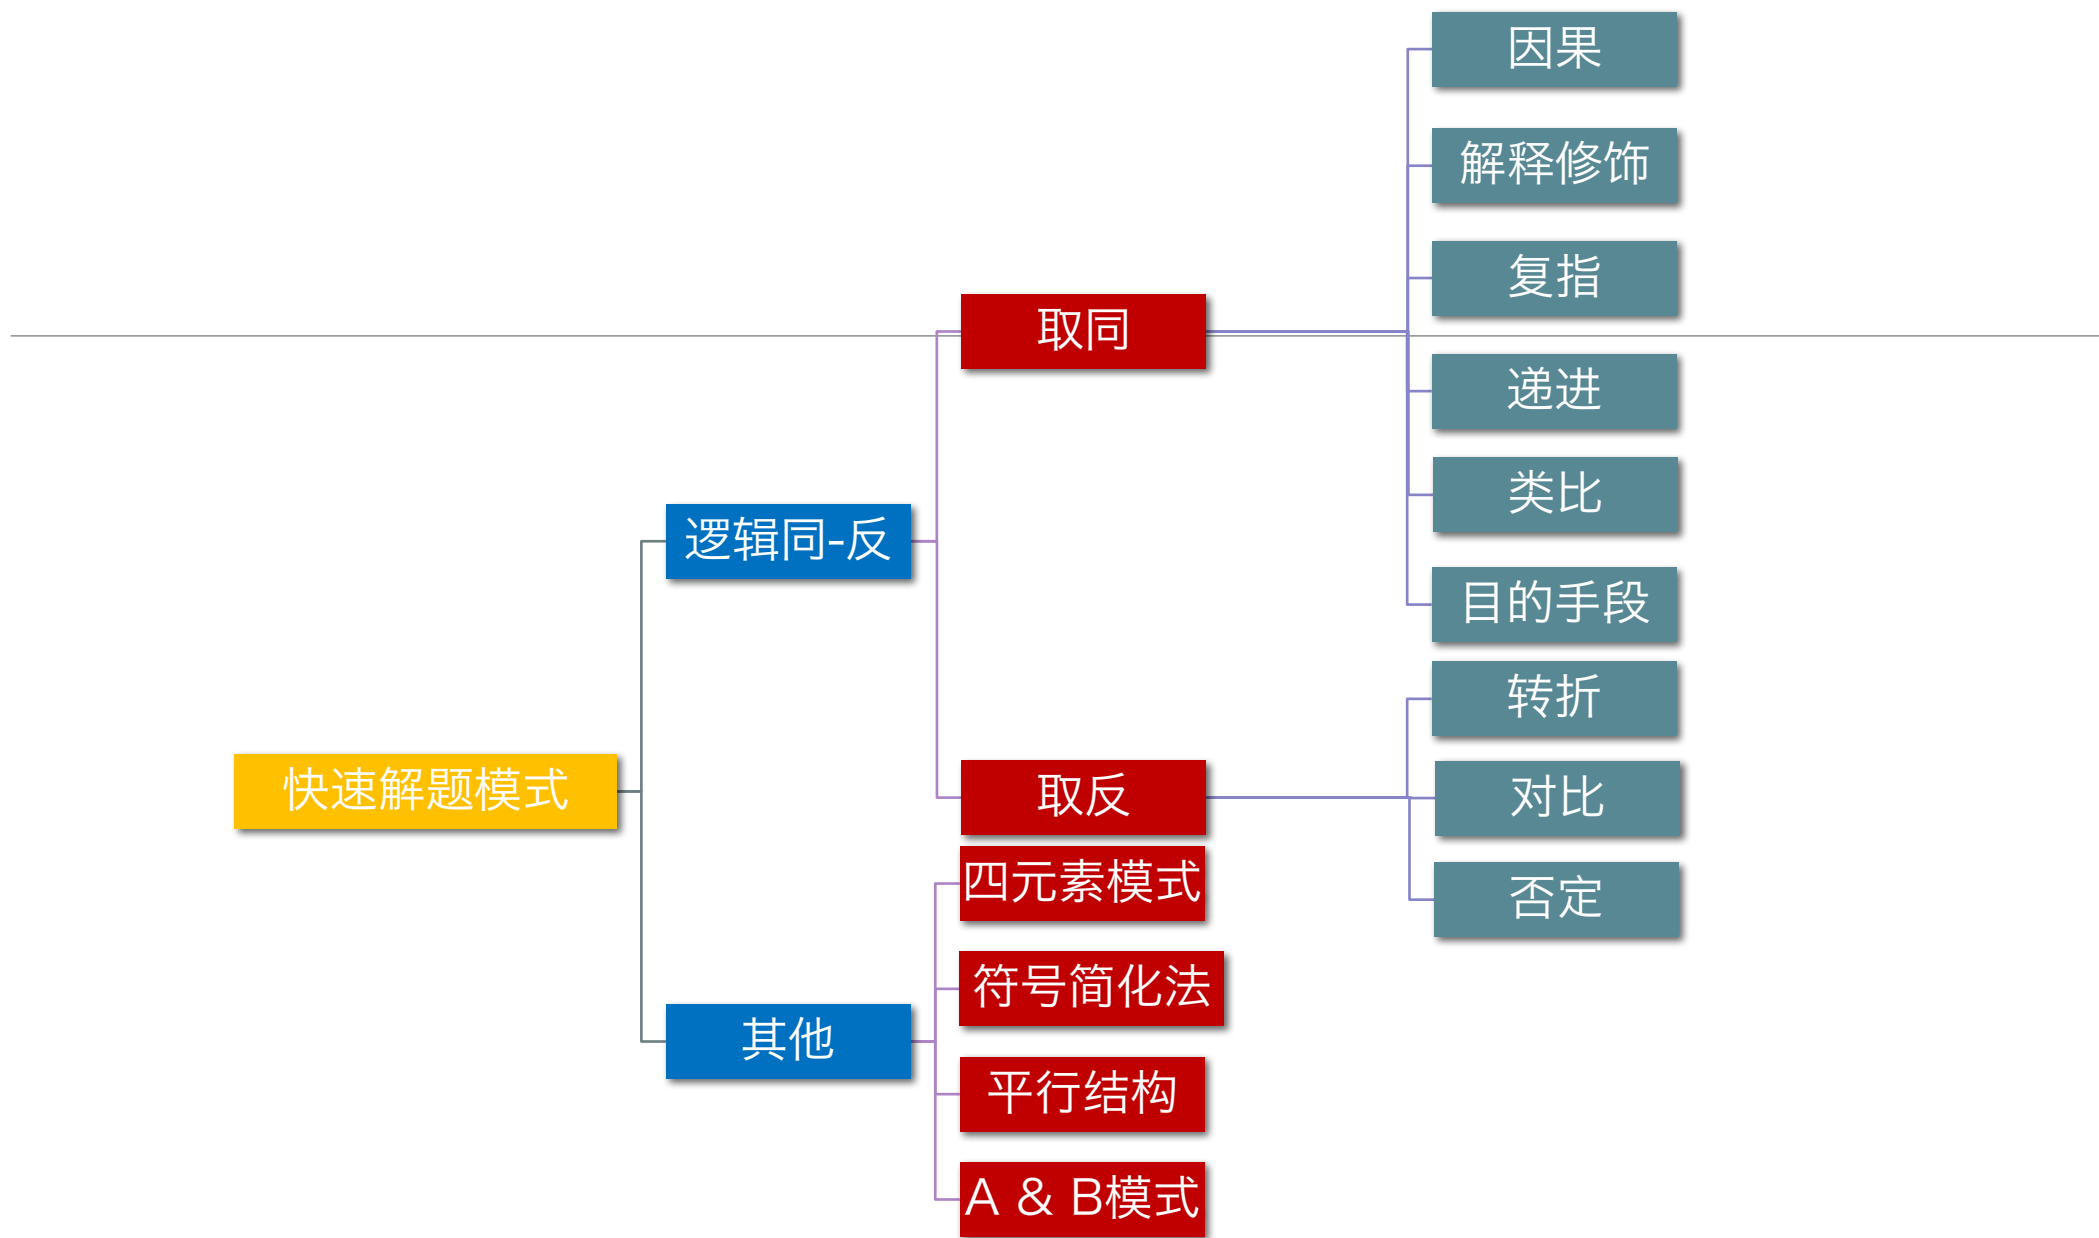 因果
解释修饰
复指
取同
递进
类比
逻辑同-反
目的手段
转折
快速解题模式
取反
对比
四元素模式
否定
符号简化法
其他
平行结构
A & B模式